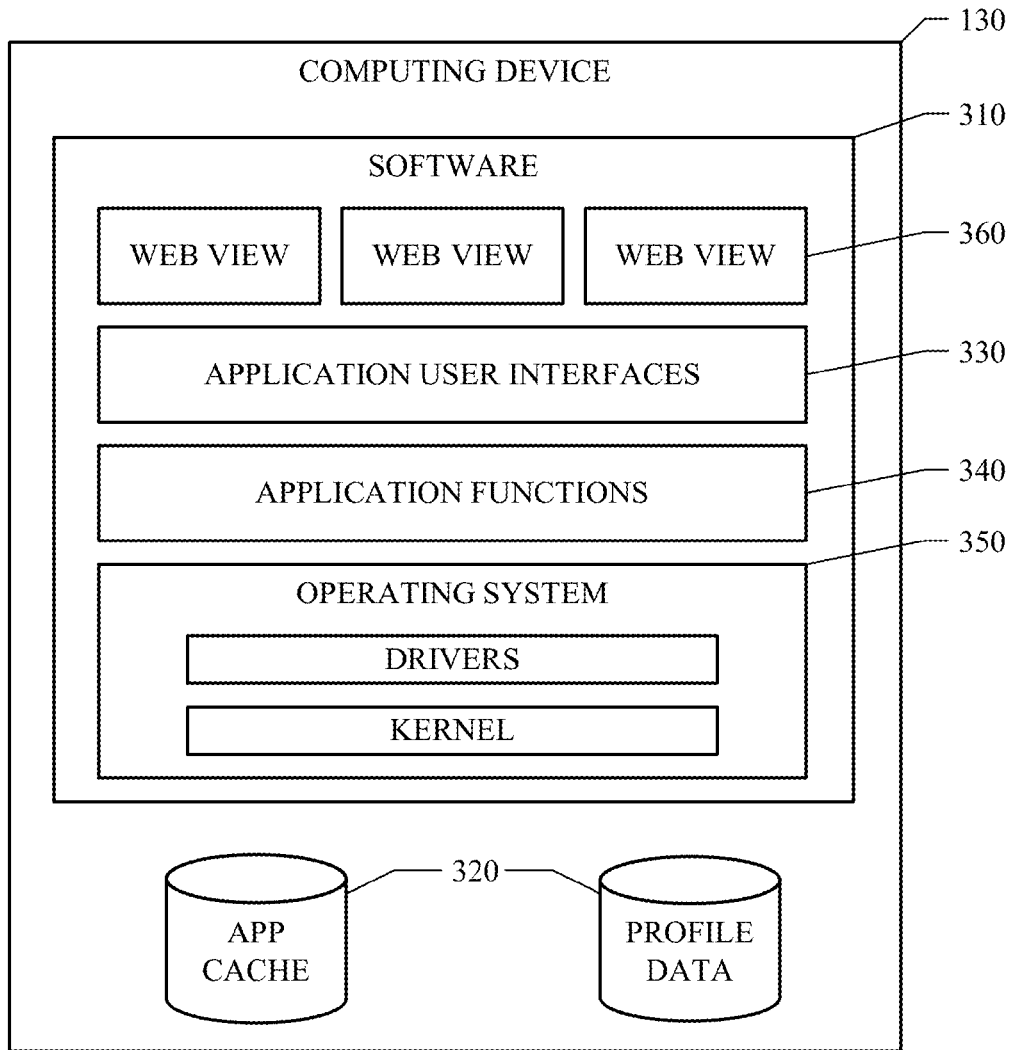 130
COMPUTING DEVICE
310
SOFTWARE
WEB VIEW WEB VIEW WEB VIEW
360
APPLICATION USER INTERFACES
330
APPLICATION FUNCTIONS
340
350
OPERATING SYSTEM
DRIVERS
KERNEL
320
APP
CACHE
PROFILE
DATA